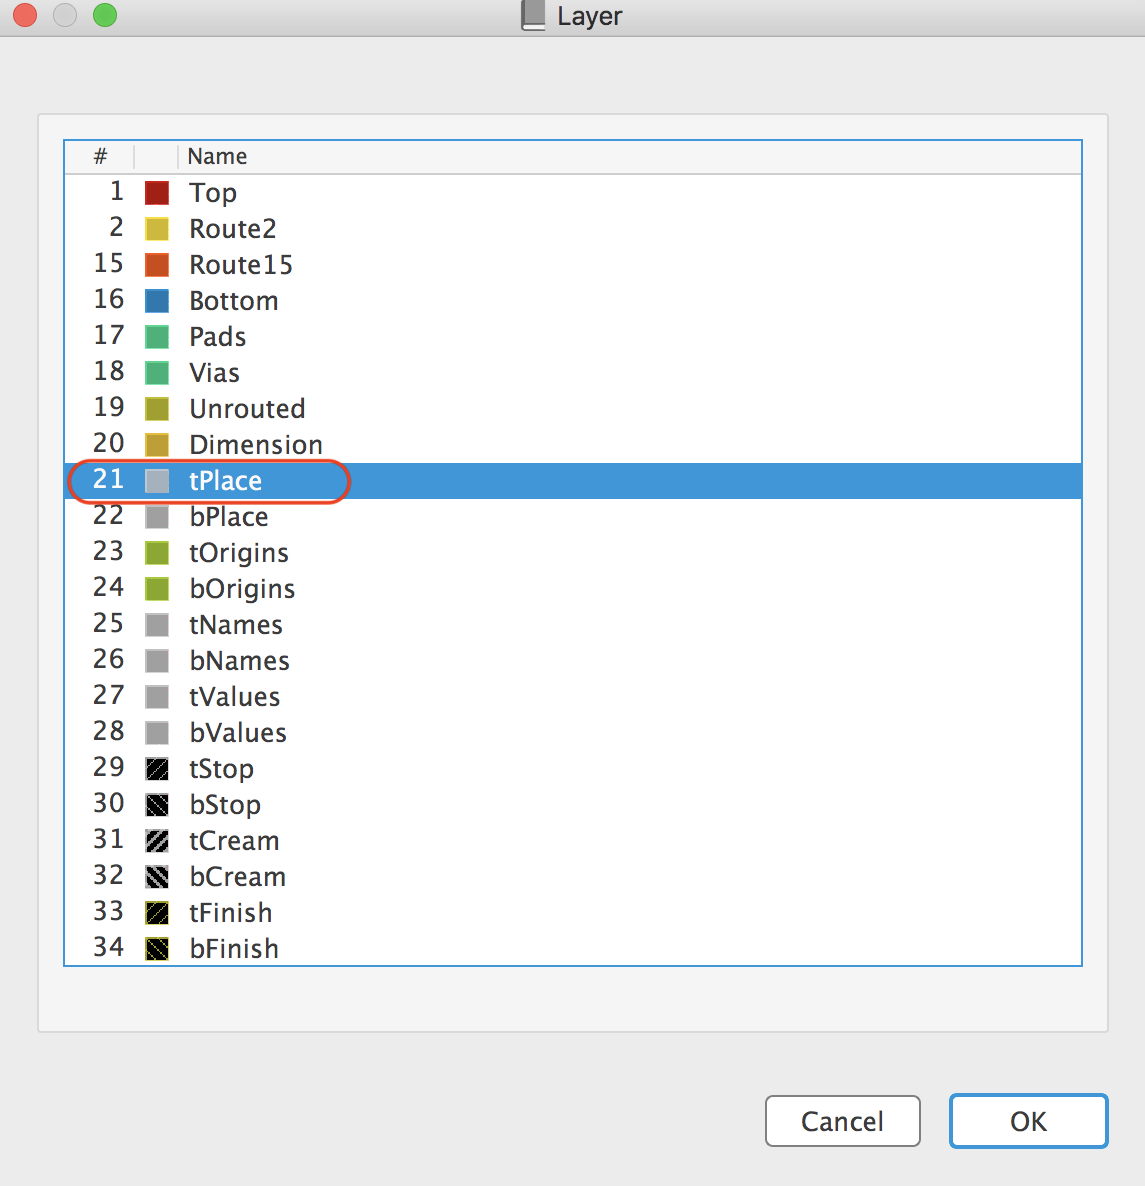 Layer
# Name
1 Top
2 Route2
15 Route15
16 Bottom
17 Pads
18 Vias
19 Unrouted
20 Dimension
21 tPlace
22 bPlace
23 tOrigins
24 bOrigins
25 tNames
26 bNames
27 tValues
28 bValues
29 tStop
30 bStop
31 tCream
32 bCream
33 tFinish
34 bFinish
Cancel OK